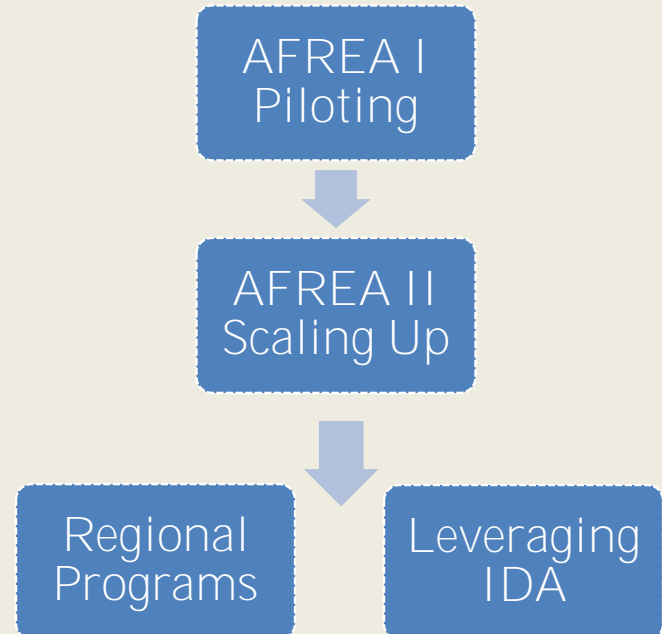 AFREA I
Piloting
AFREA II
Scaling Up
Regional
Programs
Leveraging
IDA